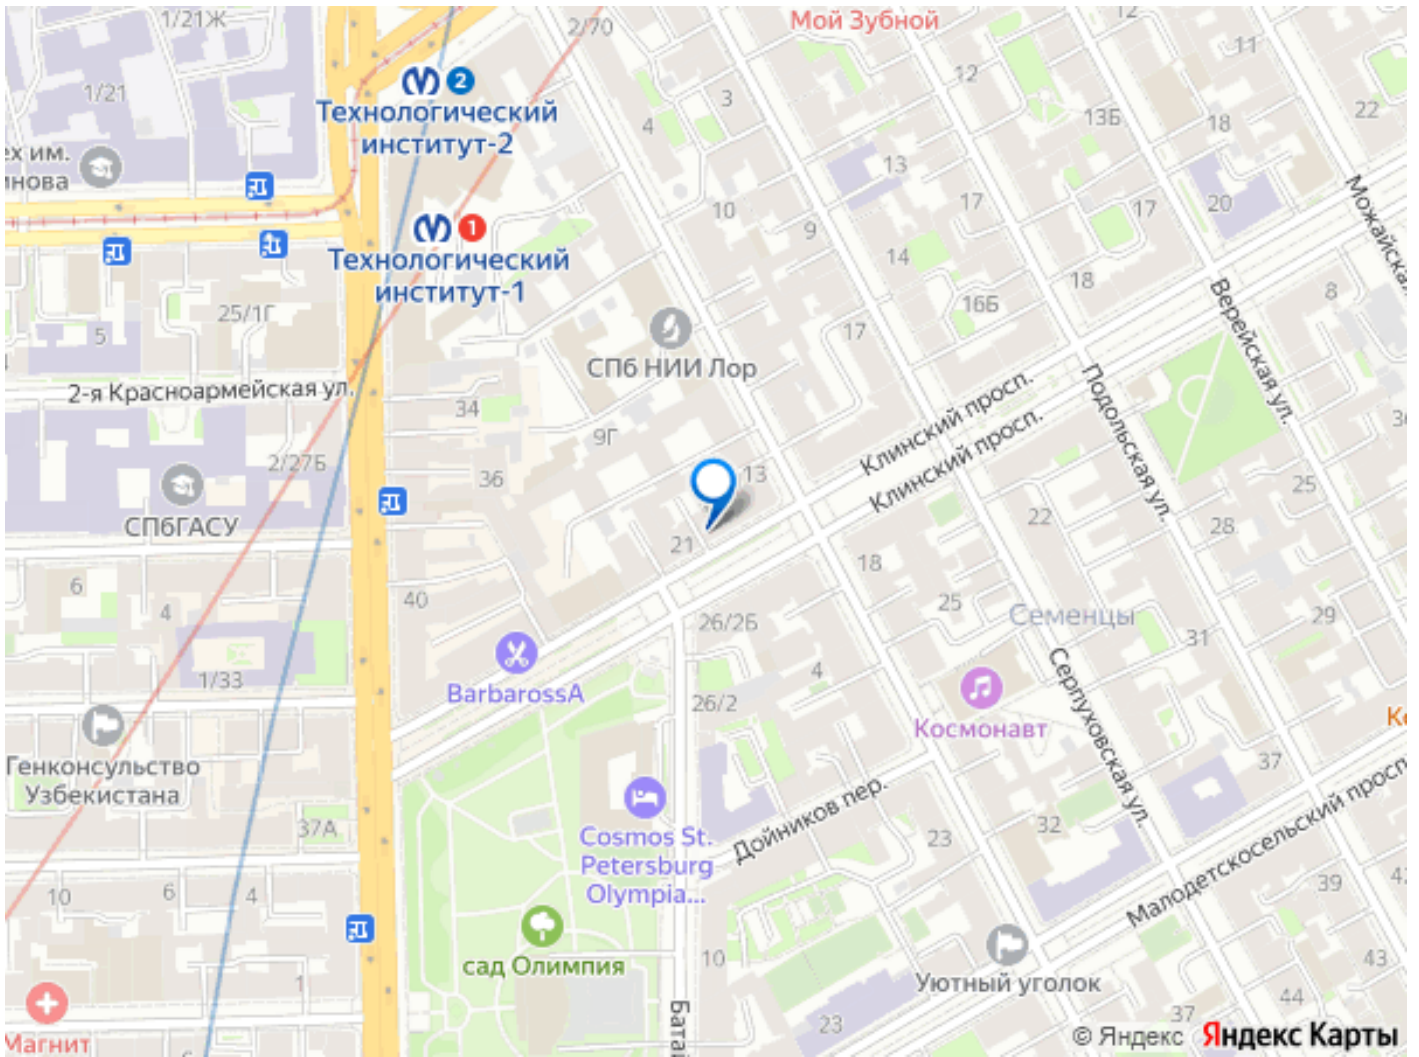 1/21Ж
2/70
Мой Зубной
12
11
1/21
2
Технологический
институт-2
3
4
12
13Б
18
22
ех им.
инова
13
17
17
20
Можайская
1
Технологический
институт-1
10
9
14
18
16Б
8
Верейская ул.
25/1Г
5
17
СПб НИИ Лор
2-я Красноармейская ул.
34
9Г
Клинский просп.
Клинский просп.
Подольская ул.
2/27Б
36
13
25
СПбГАСУ
21
22
28
6
4
40
18
25
26/2Б
Семенцы
29
31
1/33
BarbarossA
4
26/2
Космонавт
Серпуховская ул.
Генконсульство
Узбекистана
37
37А
Cosmos St.
Petersburg
Olympia...
Дойников пер.
23
32
Малодетскосельский просп
39
42
10
6
4
сад Олимпия
10
Уютный уголок
43
44
1
Батай
23
37
Магнит
© Яндекс Яндекс Карты